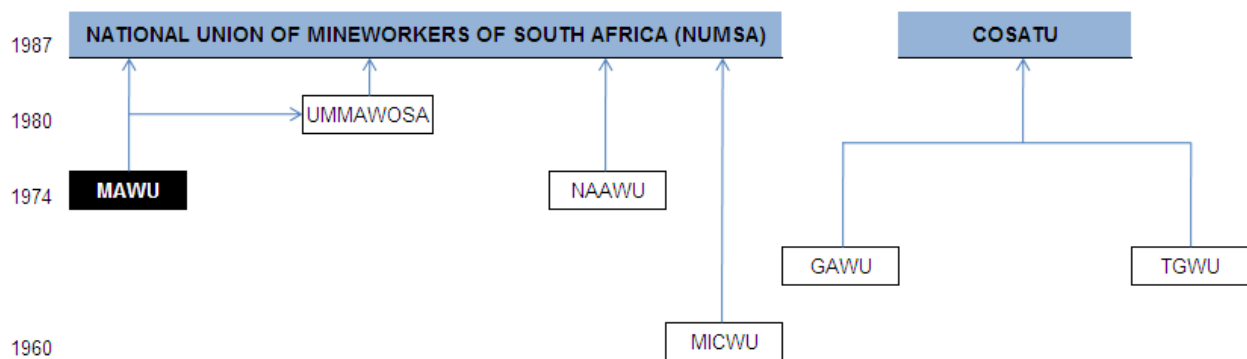 1987 NATIONAL UNION OF MINEWORKERS OF SOUTH AFRICA (NUMSA) COSATU
1980 UMMAWOSA
1974 MAWU NAAWU
GAWU TGWU
1960 MICWU